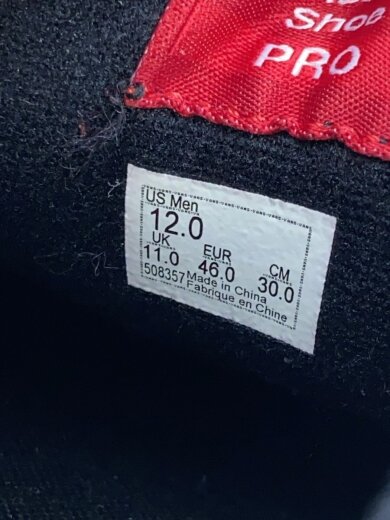 Shoe
PRO
US Men
12.0
UK EUR CM
11.0 46.0 30.0
508357 Made in China
Fabrique en Chine